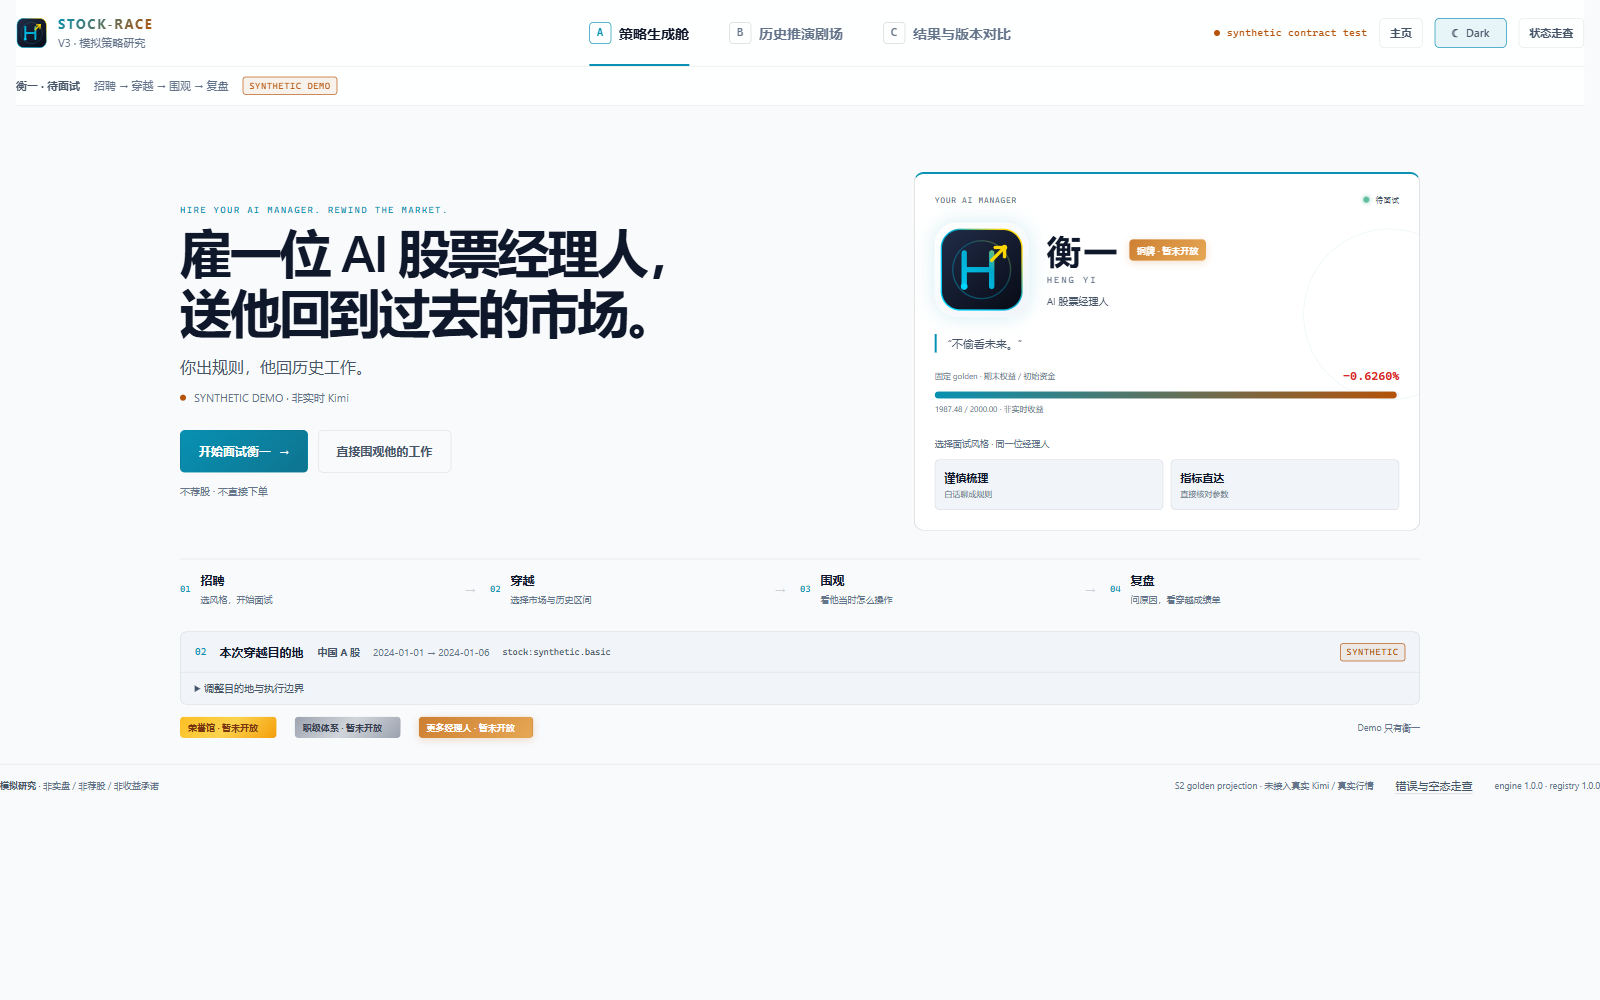 STOCK-RACE
V3 · 模拟策略研究
A 策略生成舱
B 历史推演剧场
C 结果与版本对比
synthetic contract test
主页
☾ Dark
状态走查
衡一 · 待面试
招聘 → 穿越 → 围观 → 复盘
SYNTHETIC DEMO
HIRE YOUR AI MANAGER. REWIND THE MARKET.
雇一位 AI 股票经理人，
送他回到过去的市场。
你出规则，他回历史工作。
SYNTHETIC DEMO · 非实时 Kimi
开始面试衡一 →
直接围观他的工作
不荐股 · 不直接下单
YOUR AI MANAGER
待面试
衡一
铜牌 · 暂未开放
HENG YI
AI 股票经理人
“不偷看未来。”
固定 golden · 期末权益 / 初始资金
−0.6260%
1987.48 / 2000.00 · 非实时收益
选择面试风格 · 同一位经理人
谨慎梳理
白话聊成规则
指标直达
直接核对参数
01 招聘
选风格，开始面试
→
02 穿越
选择市场与历史区间
→
03 围观
看他当时怎么操作
→
04 复盘
问原因，看穿越成绩单
02 本次穿越目的地 中国 A 股 2024-01-01 → 2024-01-06 stock:synthetic.basic
SYNTHETIC
▶ 调整目的地与执行边界
荣誉馆 · 暂未开放
职级体系 · 暂未开放
更多经理人 · 暂未开放
Demo 只有衡一
模拟研究 · 非实盘 / 非荐股 / 非收益承诺
S2 golden projection · 未接入真实 Kimi / 真实行情
错误与空态走查
engine 1.0.0 · registry 1.0.0